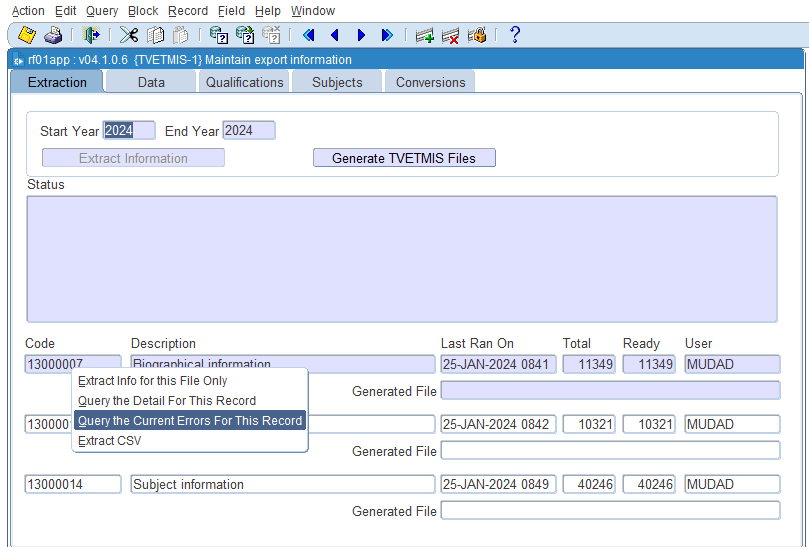 Action Edit Query Block Record Field Help Window
rf01app : v04.1.0.6 {TVETMIS-1} Maintain export information
Extraction Data Qualifications Subjects Conversions
Start Year 2024 End Year 2024
Extract Information Generate TVETMIS Files
Status
Code Description Last Ran On Total Ready User
13000007 Biographical information 25-JAN-2024 0841 11349 11349 MUDAD
Extract Info for this File Only
Generated File
Query the Detail For This Record
Query the Current Errors For This Record
25-JAN-2024 0842 10321 10321 MUDAD
Extract CSV
Generated File
13000014 Subject information 25-JAN-2024 0849 40246 40246 MUDAD
Generated File